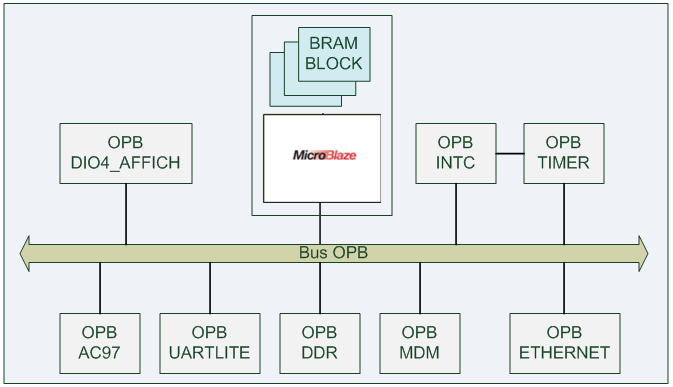 BRAM
BLOCK
MicroBlaze
OPB
DIO4_AFFICH
OPB
INTC
OPB
TIMER
Bus OPB
OPB
AC97
OPB
UARTLITE
OPB
DDR
OPB
MDM
OPB
ETHERNET